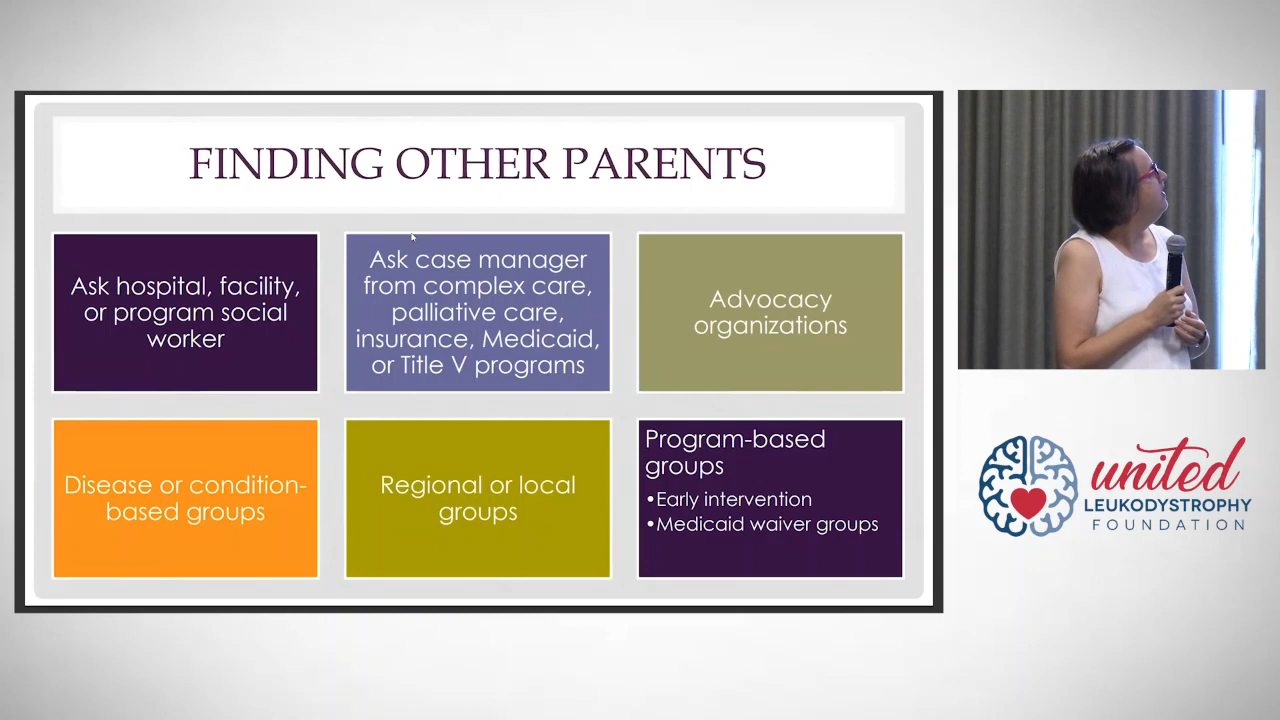 FINDING OTHER PARENTS
Ask hospital, facility,
or program social
worker
Ask case manager
from complex care,
palliative care,
insurance, Medicaid,
or Title V programs
Advocacy
organizations
Disease or condition-
based groups
Regional or local
groups
Program-based
groups
•Early intervention
•Medicaid waiver groups
united
LEUKODYSTROPHY
FOUNDATION